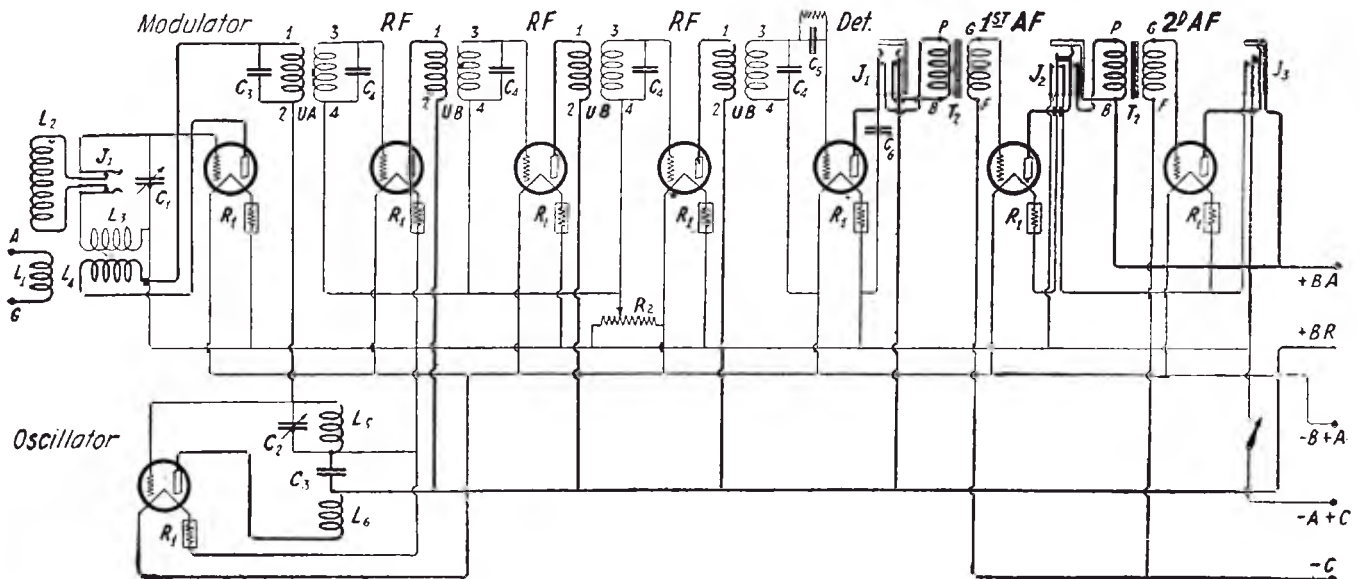 Modulator RF RF RF Det. 1ST AF 2D AF
1 3 1 3 1 3 1 3 P G P G
C3 C4 C4 C4 C5 C4 J1 J2 J3
2 UA 4 2 UB 4 2 UB 4 2 UB 4 B T2 F B T2 F
L2 J1 C1 C6
L3 R1 R1 R1 R1 R1 R1 R1
A
L1 L4 R2
G
+BA
+BR
-B+A
Oscillator C2 L5
C3
R1 L6
-A+C
-C